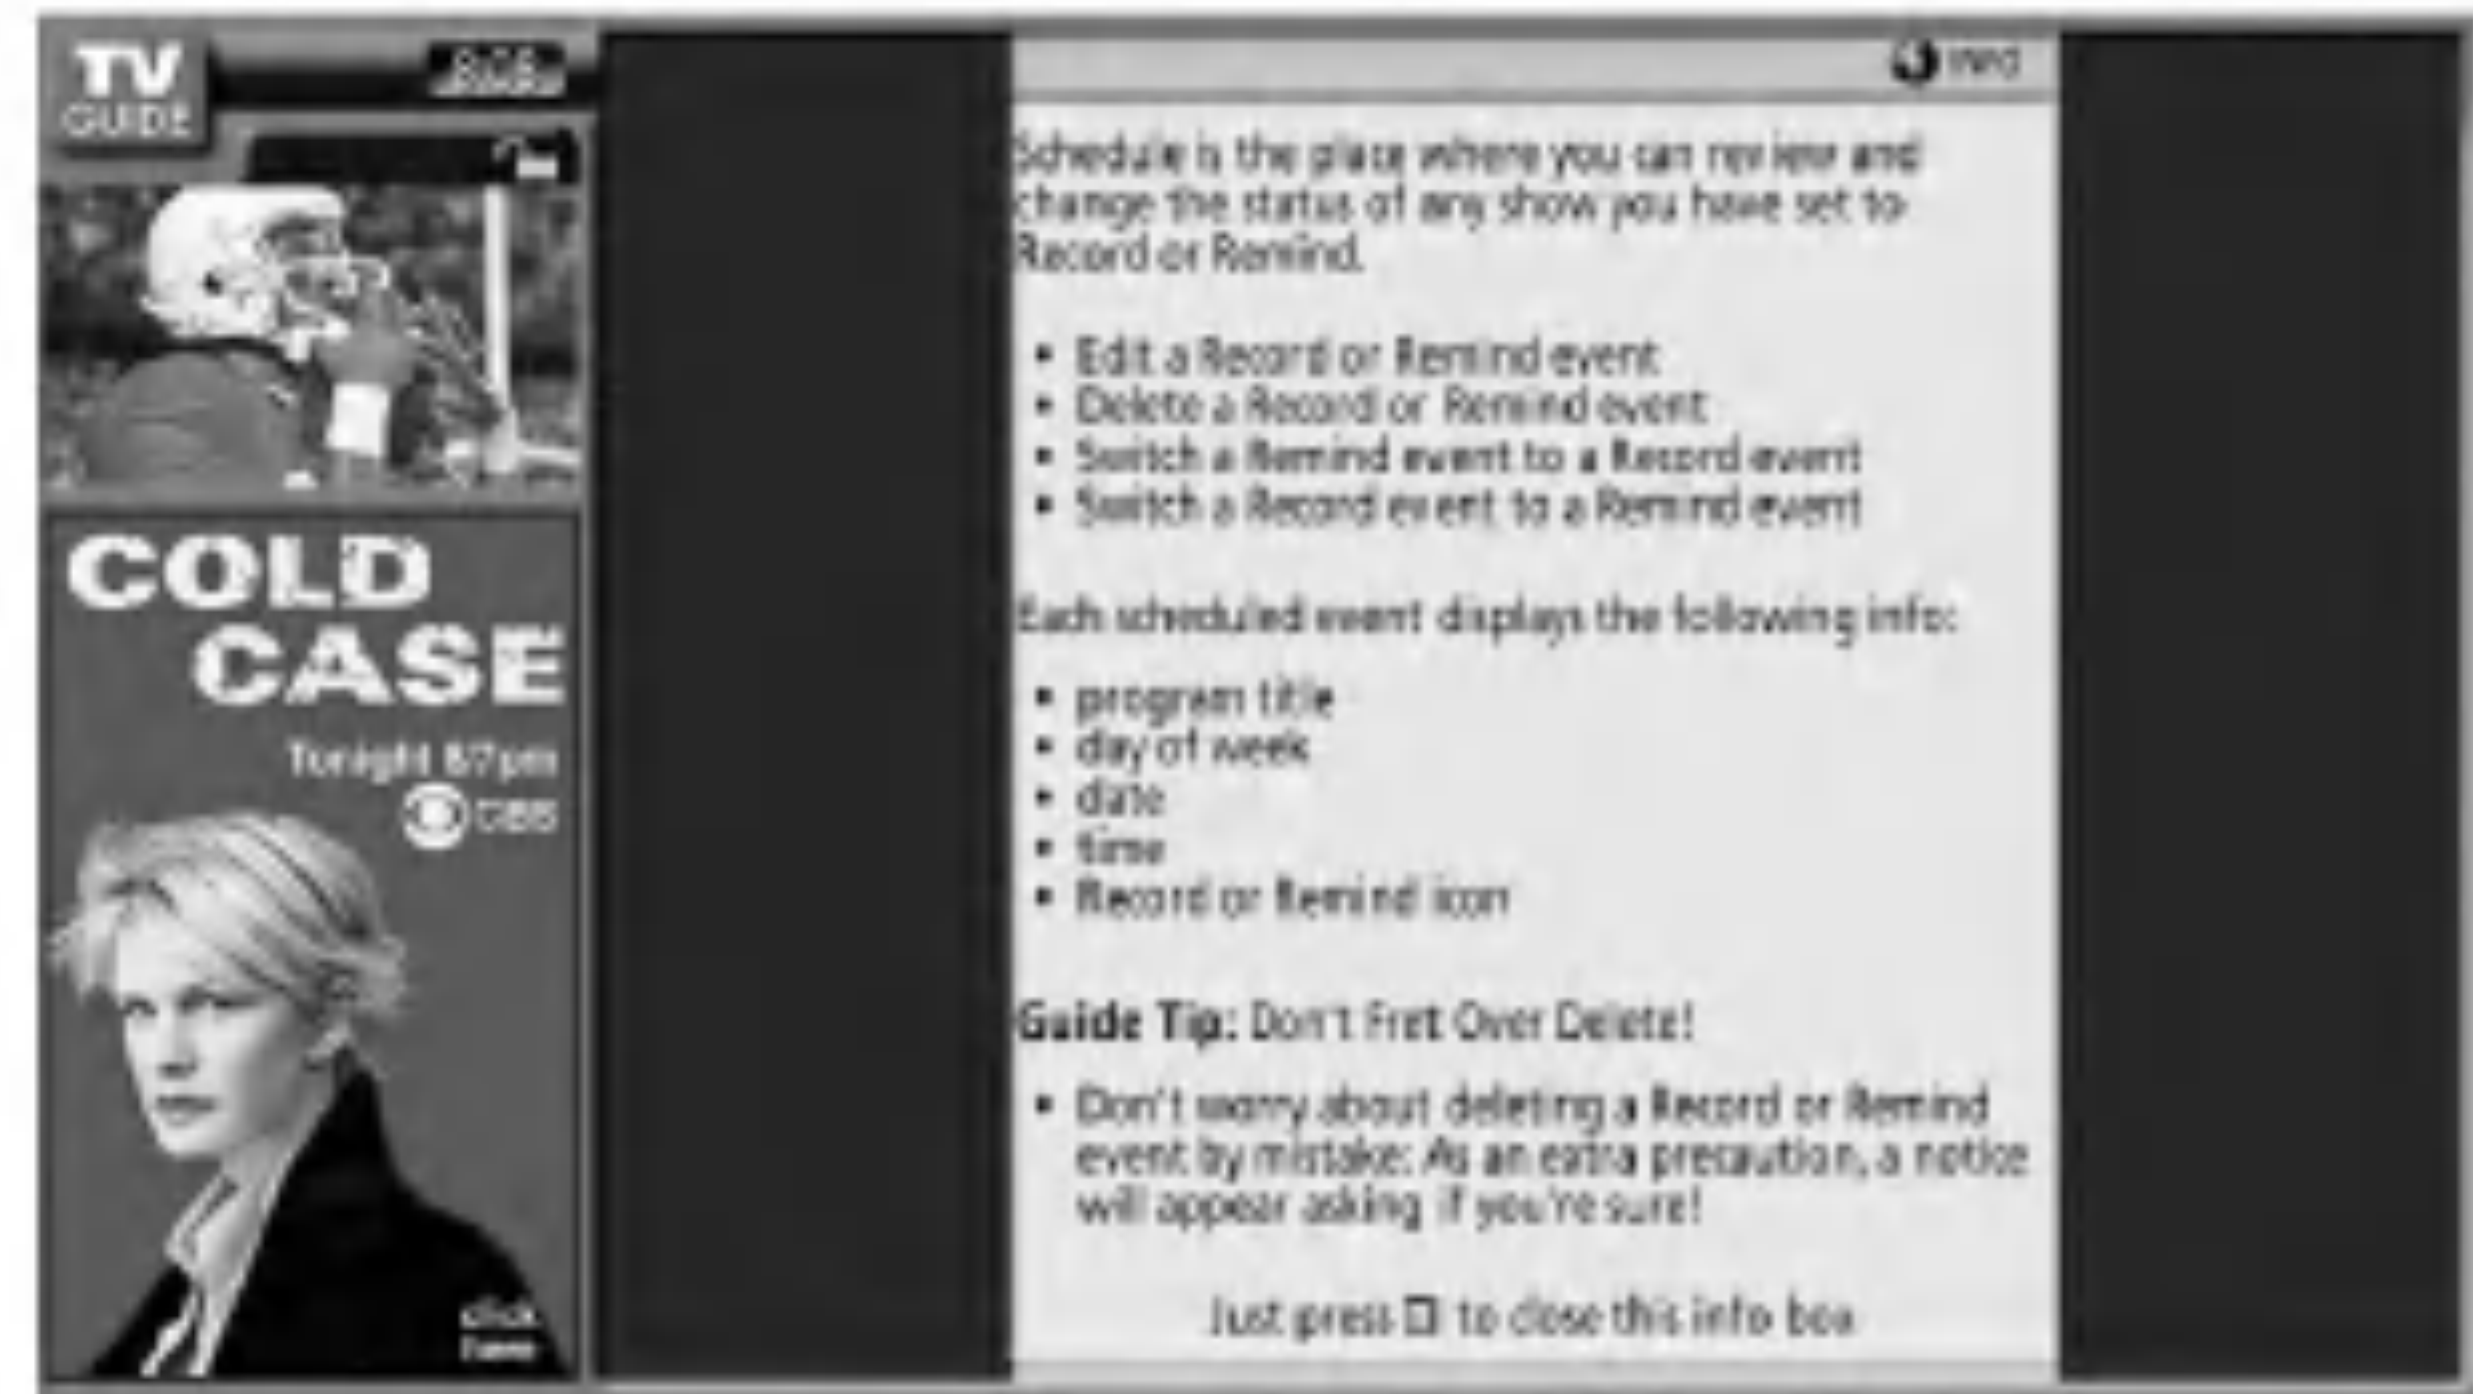 TV
GUIDE
INFO
Schedule is the place where you can review and
change the status of any show you have set to
Record or Remind.
• Edit a Record or Remind event
• Delete a Record or Remind event
• Switch a Remind event to a Record event
• Switch a Record event to a Remind event
Each scheduled event displays the following info:
• program title
• day of week
• date
• time
• Record or Remind icon
Guide Tip: Don't Fret Over Delete!
• Don't worry about deleting a Record or Remind
event by mistake: As an extra precaution, a notice
will appear asking if you're sure!
Just press to close this info box
COLD
CASE
Tonight 8/7pm
CBS
click
here